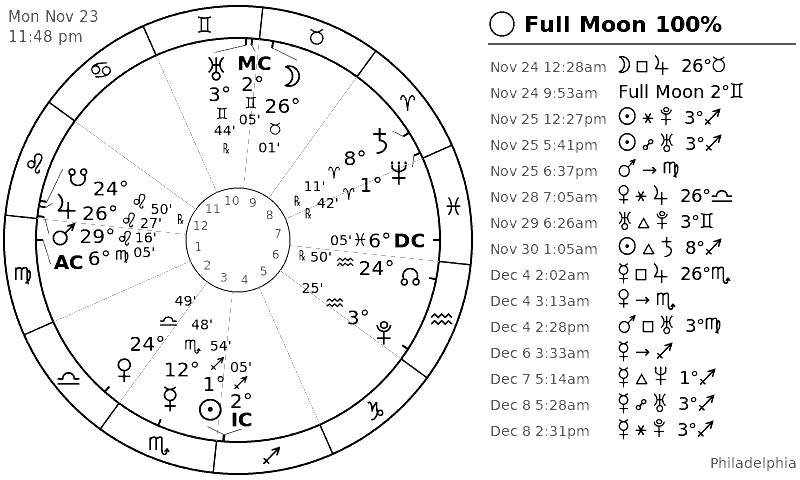 Mon Nov 23
11:48 pm
♊
♉
♋
♈
♌
♓
♍
♒
♎
♑
♏
♐
♅ 3° ♊ 44' ℞
MC 2° ♊ 05'
☽ 26° ♉ 01'
♄ 8° ♈ 11' ℞
♆ 1° ♈ 42' ℞
☋ 24° ♌ 50' ℞
♃ 26° ♌ 27'
♂ 29° ♌ 16'
AC 6° ♍ 05'
05' ♓ 6° DC
℞ 50' ♒ 24° ☊
25' ♒ 3° ♇
♀ 24° ♎ 49'
☿ 12° ♏ 48'
☉ 1° ♐ 54'
IC 2° ♐ 05'
10 9
11 8
12 7
1 6
2 5
3 4
Full Moon 100%
Nov 24 12:28am ☽ □ ♃ 26°♉
Nov 24 9:53am Full Moon 2°♊
Nov 25 12:27pm ☉ ⚹ ♇ 3°♐
Nov 25 5:41pm ☉ ☍ ♅ 3°♐
Nov 25 6:37pm ♂ → ♍
Nov 28 7:05am ♀ ⚹ ♃ 26°♎
Nov 29 6:26am ♅ △ ♇ 3°♊
Nov 30 1:05am ☉ △ ♄ 8°♐
Dec 4 2:02am ☿ □ ♃ 26°♏
Dec 4 3:13am ♀ → ♏
Dec 4 2:28pm ♂ □ ♅ 3°♍
Dec 6 3:33am ☿ → ♐
Dec 7 5:14am ☿ △ ♆ 1°♐
Dec 8 5:28am ☿ ☍ ♅ 3°♐
Dec 8 2:31pm ☿ ⚹ ♇ 3°♐
Philadelphia